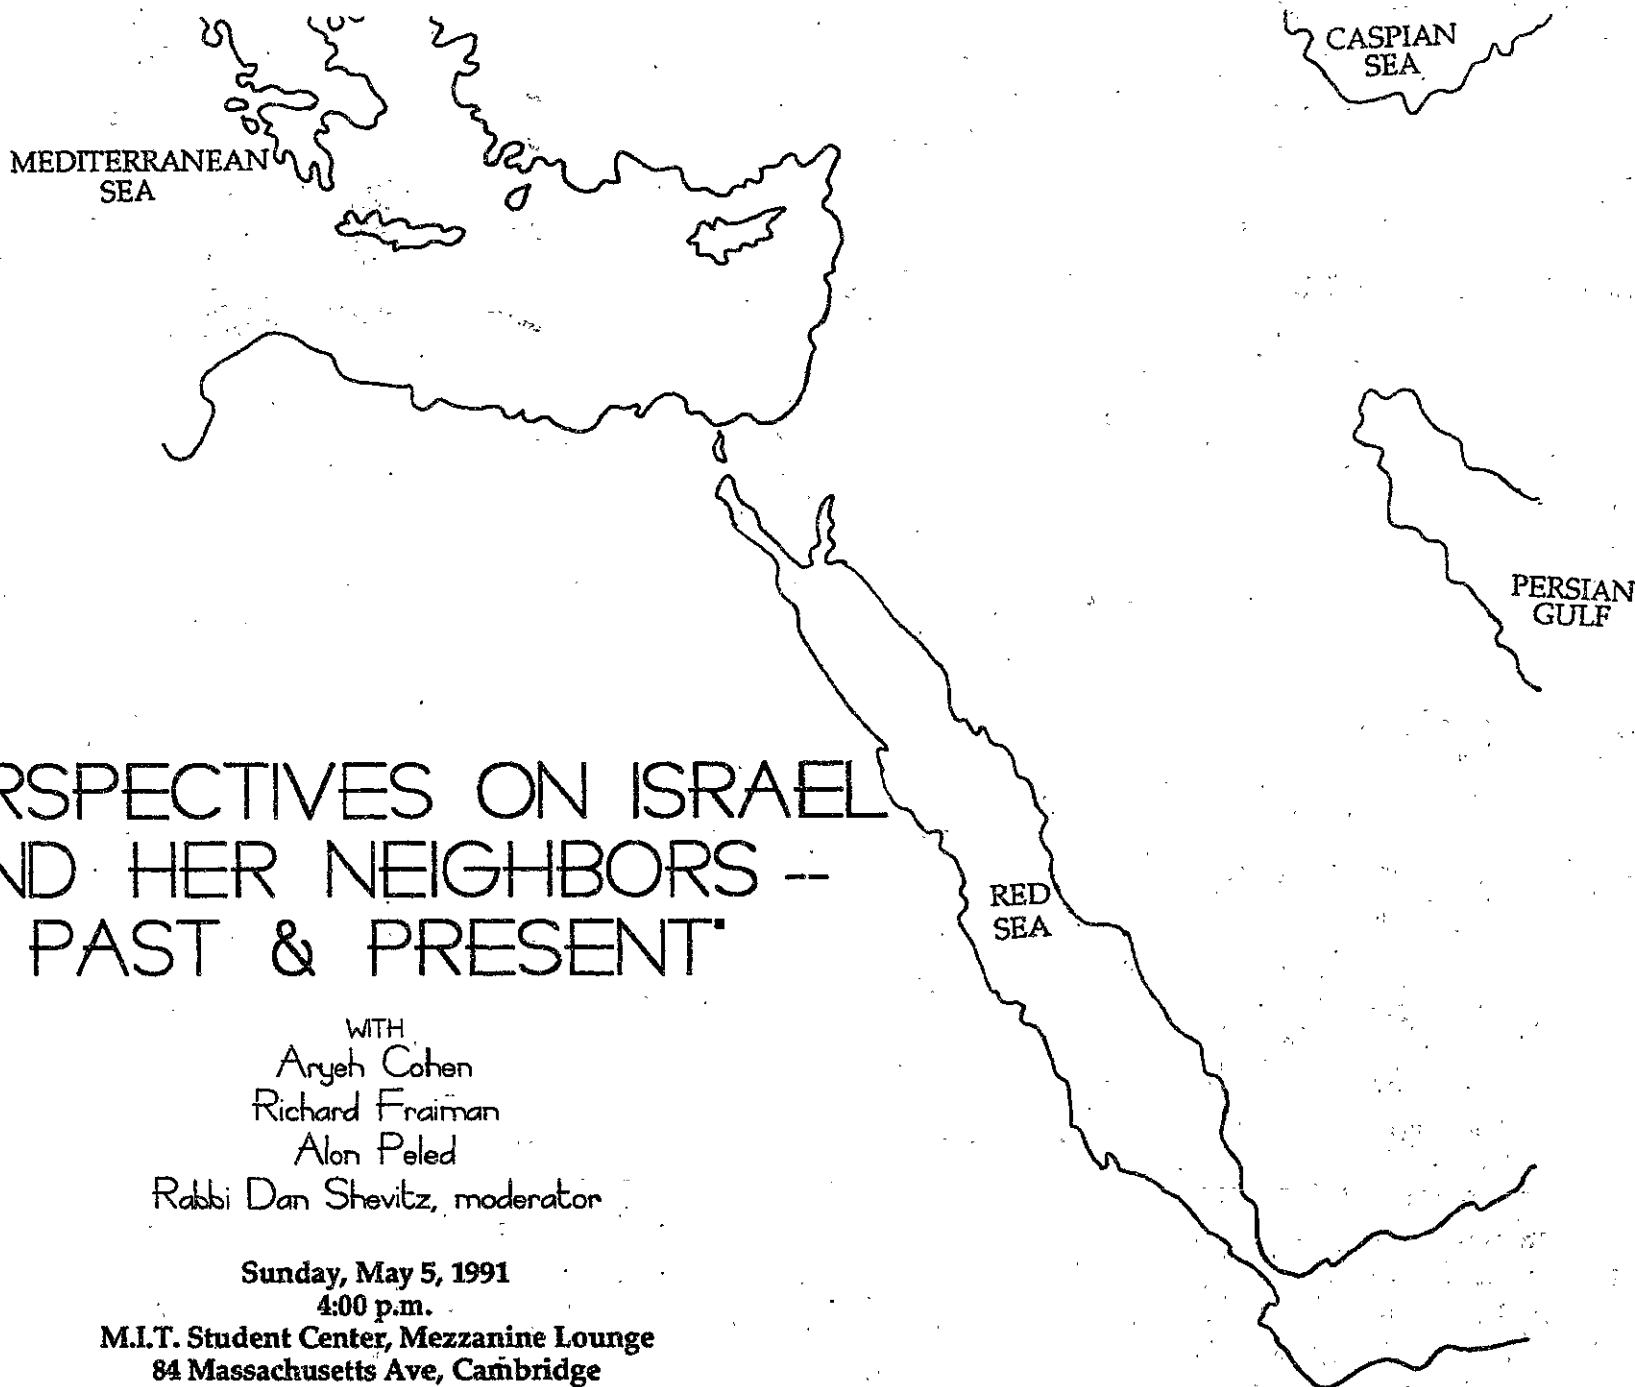 CASPIAN
SEA
MEDITERRANEAN
SEA
PERSIAN
GULF
RSPECTIVES ON ISRAEL
ND HER NEIGHBORS --
PAST & PRESENT"
RED
SEA
WITH
Aryeh Cohen
Richard Fraiman
Alon Peled
Rabbi Dan Shevitz, moderator
Sunday, May 5, 1991
4:00 p.m.
M.I.T. Student Center, Mezzanine Lounge
84 Massachusetts Ave, Cambridge